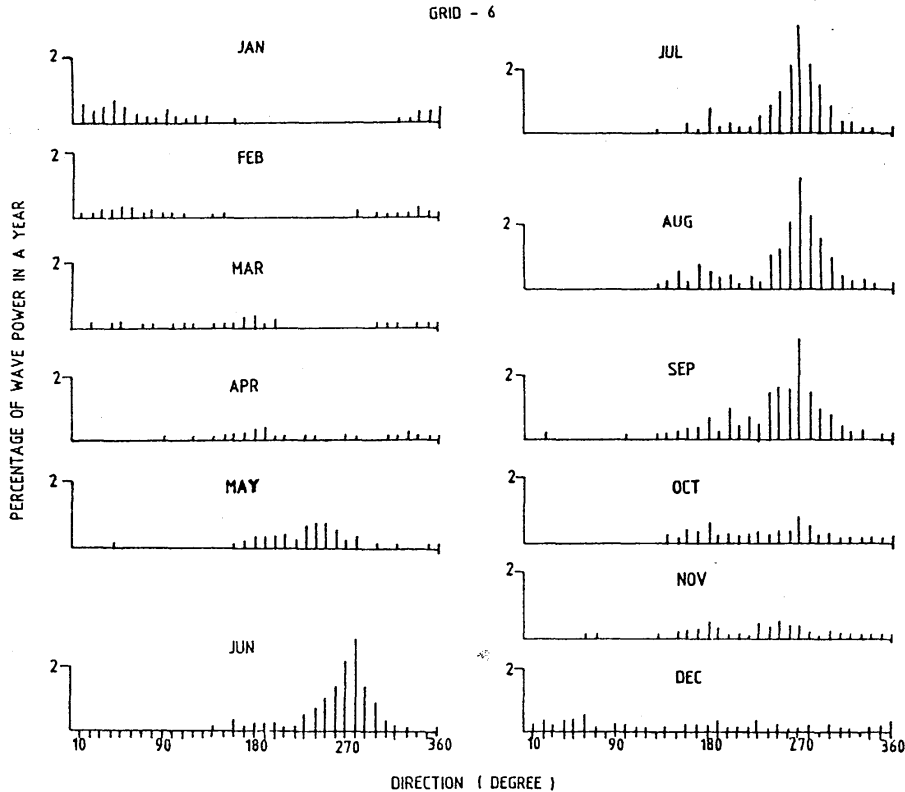 GRID - 6
PERCENTAGE OF WAVE POWER IN A YEAR
JAN
2
FEB
2
MAR
2
APR
2
MAY
2
JUN
2
10 90 180 270 360
JUL
2
AUG
2
SEP
2
OCT
2
NOV
2
DEC
2
10 90 180 270 360
DIRECTION ( DEGREE )